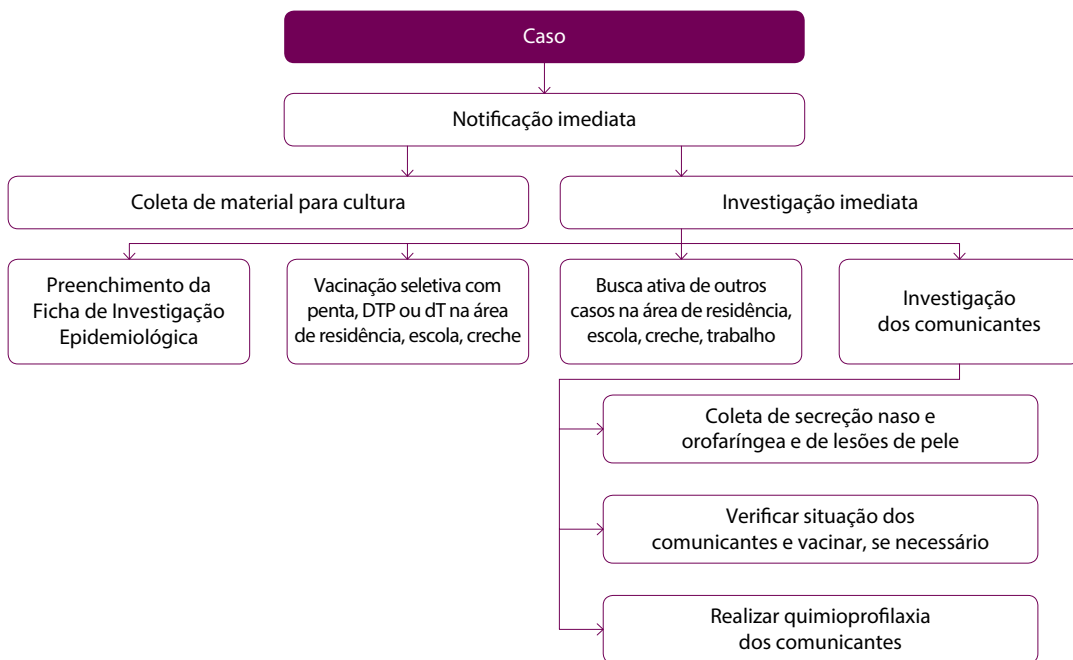 Caso
Notificação imediata
Coleta de material para cultura
Investigação imediata
Preenchimento da
Ficha de Investigação
Epidemiológica
Vacinação seletiva com
penta, DTP ou dT na área
de residência, escola, creche
Busca ativa de outros
casos na área de residência,
escola, creche, trabalho
Investigação
dos comunicantes
Coleta de secreção naso e
orofaríngea e de lesões de pele
Verificar situação dos
comunicantes e vacinar, se necessário
Realizar quimioprofilaxia
dos comunicantes